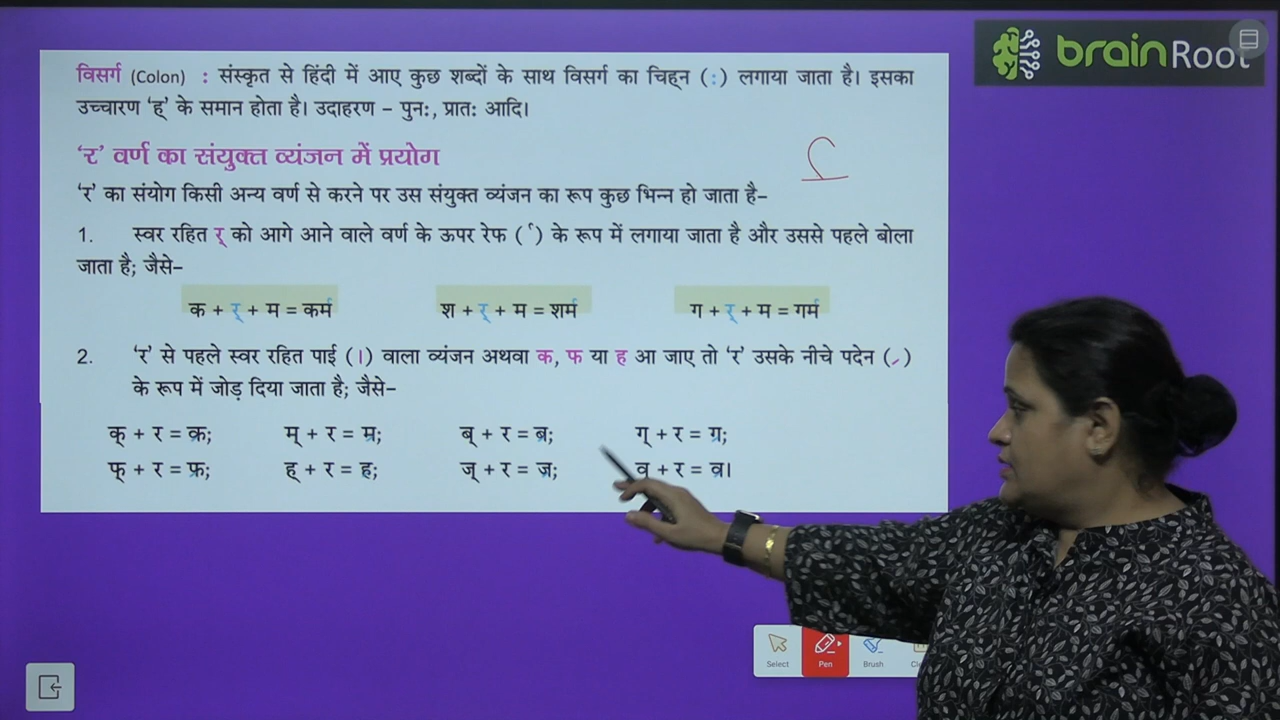 विसर्ग (Colon) : संस्कृत से हिंदी में आए कुछ शब्दों के साथ विसर्ग का चिह्न (ः) लगाया जाता है। इसका
उच्चारण ‘ह्’ के समान होता है। उदाहरण – पुनः, प्रातः आदि।
‘र’ वर्ण का संयुक्त व्यंजन में प्रयोग
‘र’ का संयोग किसी अन्य वर्ण से करने पर उस संयुक्त व्यंजन का रूप कुछ भिन्न हो जाता है–
1. स्वर रहित र् को आगे आने वाले वर्ण के ऊपर रेफ (र्) के रूप में लगाया जाता है और उससे पहले बोला
जाता है; जैसे–
क + र् + म = कर्म श + र् + म = शर्म ग + र् + म = गर्म
2. ‘र’ से पहले स्वर रहित पाई (।) वाला व्यंजन अथवा क, फ या ह आ जाए तो ‘र’ उसके नीचे पदेन (्र)
के रूप में जोड़ दिया जाता है; जैसे–
क् + र = क्र; म् + र = म्र; ब् + र = ब्र; ग् + र = ग्र;
फ् + र = फ्र; ह् + र = ह्र; ज् + र = ज्र; व + र = व्र।
brainRoot
Select Pen Brush